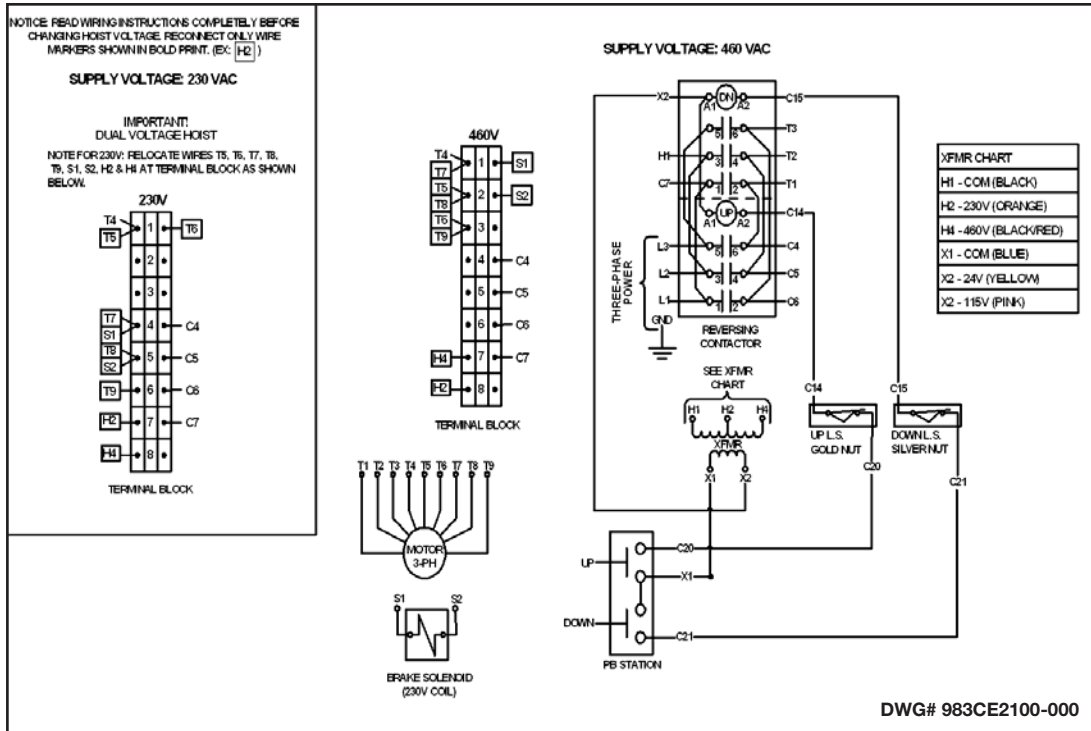 NOTICE: READ WIRING INSTRUCTIONS COMPLETELY BEFORE
CHANGING HOIST VOLTAGE. RECONNECT ONLY WIRE
MARKERS SHOWN IN BOLD PRINT. (EX: H2 )
SUPPLY VOLTAGE: 230 VAC
IMPORTANT!
DUAL VOLTAGE HOIST
NOTE FOR 230V: RELOCATE WIRES T5, T6, T7, T8,
T9, S1, S2, H2 & H4 AT TERMINAL BLOCK AS SHOWN
BELOW.
230V
T4 1 T6
T5
2
3
T7 4 C4
S1
T8 5 C5
S2
T9 6 C6
H2 7 C7
H4 8
TERMINAL BLOCK
460V
T4 1 S1
T7
T5 2 S2
T8
T6 3
T9
4 C4
5 C5
6 C6
H4 7 C7
H2 8
TERMINAL BLOCK
T1 T2 T3 T4 T5 T6 T7 T8 T9
MOTOR
3-PH
S1 S2
BRAKE SOLENOID
(230V COIL)
SUPPLY VOLTAGE: 460 VAC
X2 DN C15
A1 A2
5 6 T3
H1 3 4 T2
C7 1 2 T1
UP C14
A1 A2
L3 5 6 C4
L2 3 4 C5
L1 1 2 C6
THREE-PHASE
POWER
GND
REVERSING
CONTACTOR
SEE XFMR
CHART
H1 H2 H4
XFMR
X1 X2
C14 C15
UP L.S.
GOLD NUT
DOWN L.S.
SILVER NUT
C20
C21
UP C20
X1
DOWN C21
PB STATION
XFMR CHART
H1 - COM (BLACK)
H2 - 230V (ORANGE)
H4 - 460V (BLACK/RED)
X1 - COM (BLUE)
X2 - 24V (YELLOW)
X2 - 115V (PINK)
DWG# 983CE2100-000